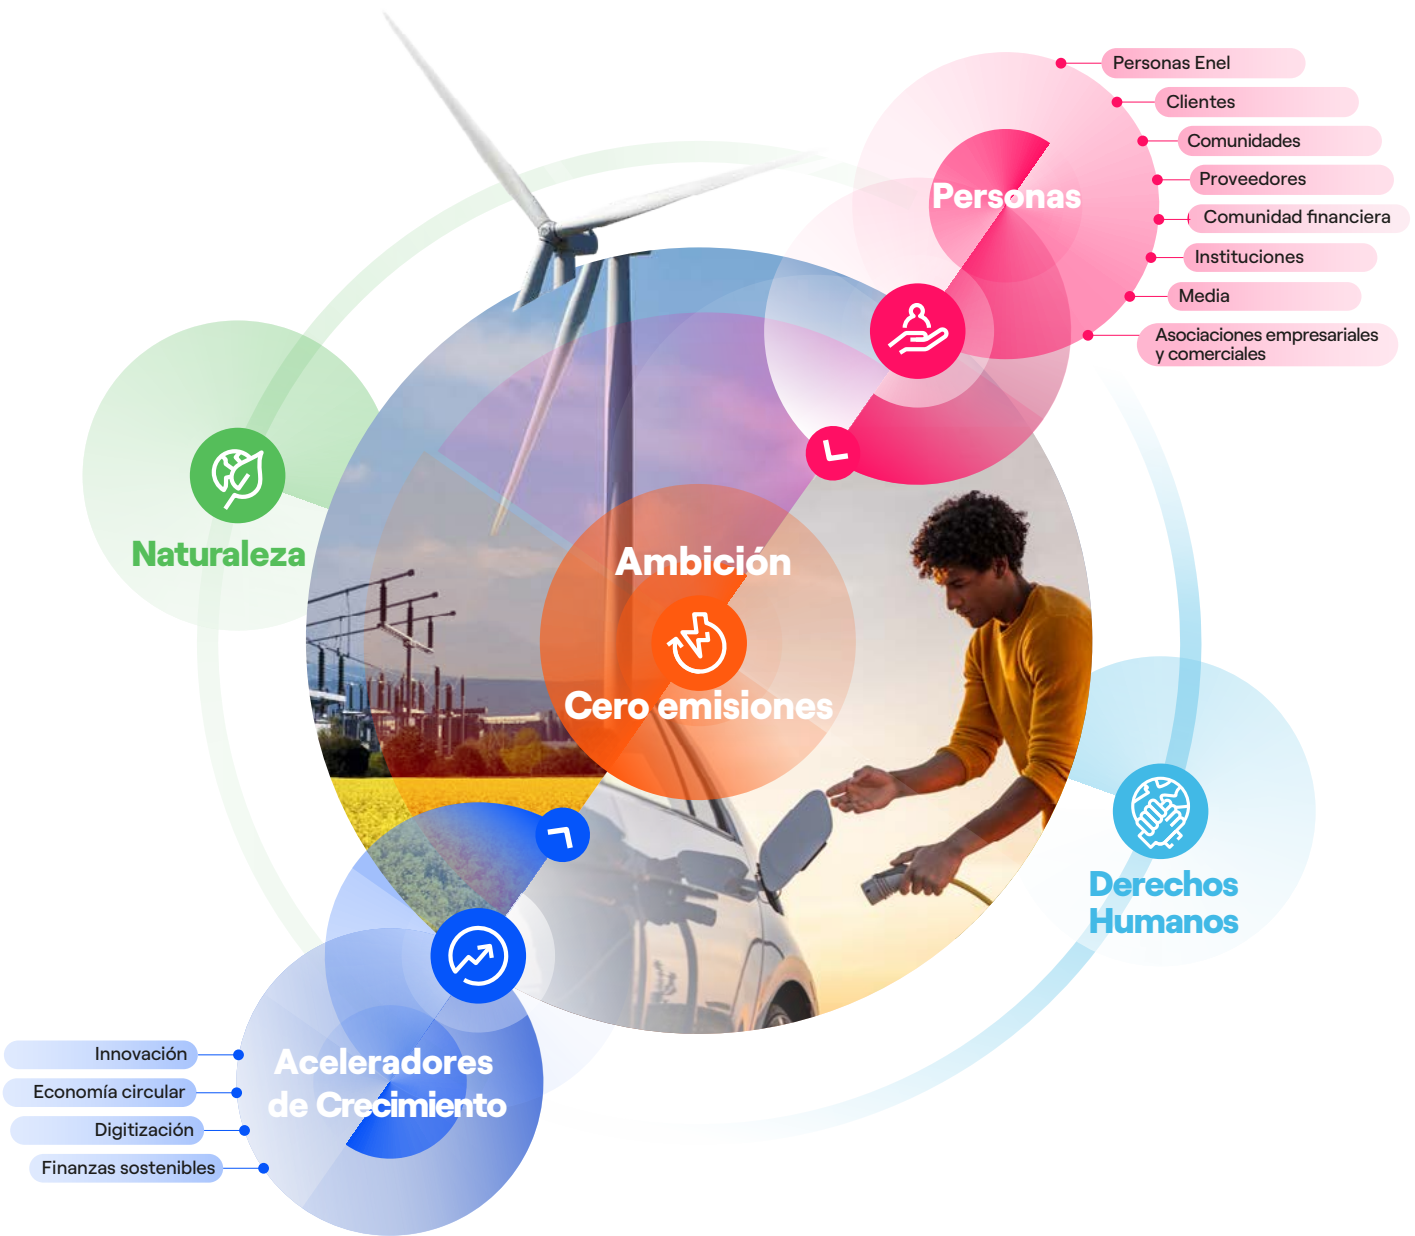 Personas Enel
Clientes
Comunidades
Personas
Proveedores
Comunidad financiera
Instituciones
Media
Asociaciones empresariales
y comerciales
Naturaleza
Ambición
Cero emisiones
Derechos
Humanos
Aceleradores
de Crecimiento
Innovación
Economía circular
Digitización
Finanzas sostenibles